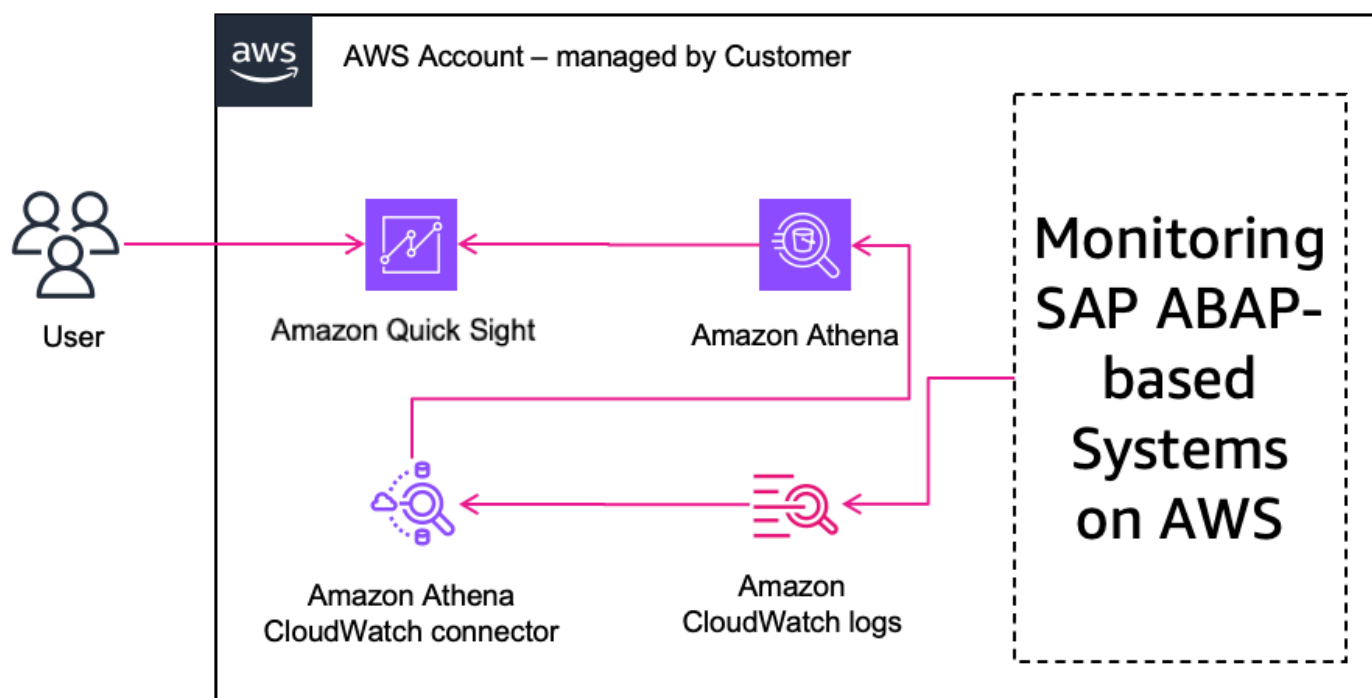 aws
AWS Account – managed by Customer
User
Amazon Quick Sight
Amazon Athena
Amazon Athena
CloudWatch connector
Amazon
CloudWatch logs
Monitoring
SAP ABAP-
based
Systems
on AWS